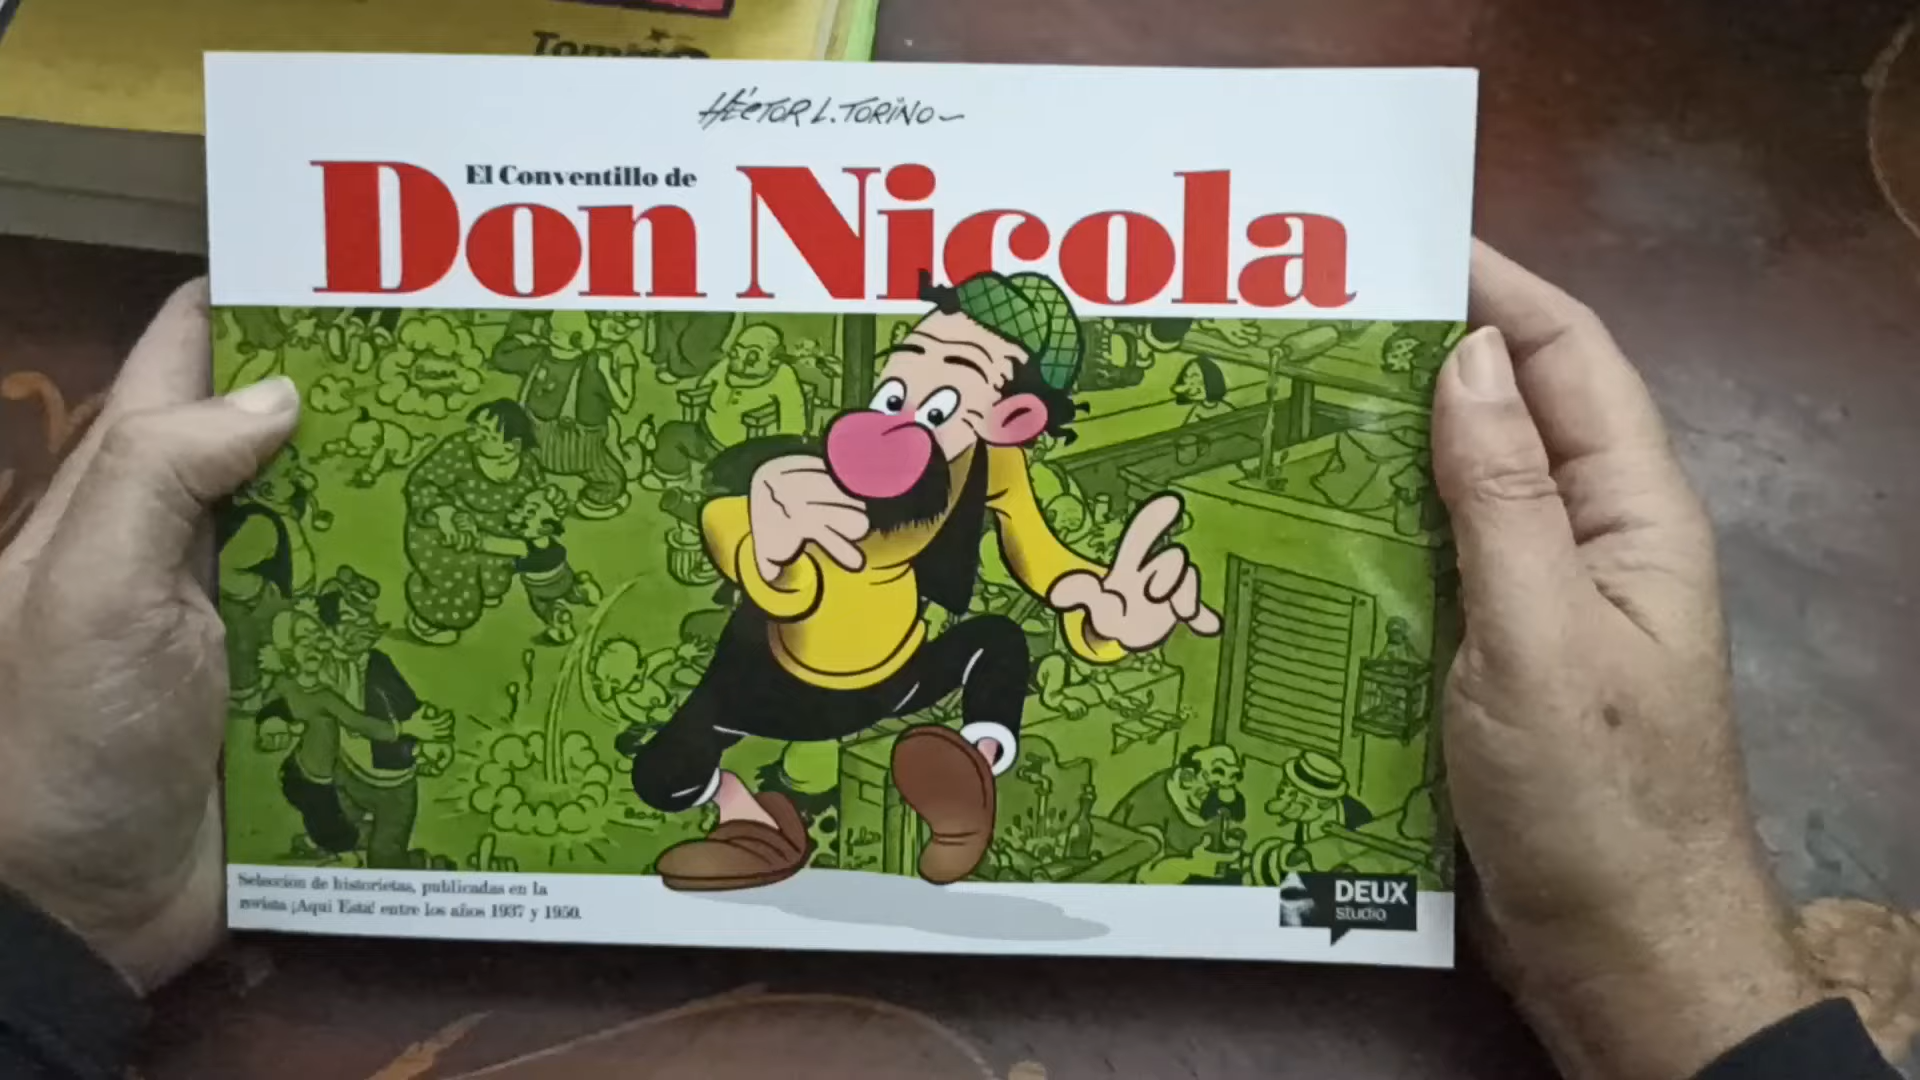 HÉCTOR L. TORINO
El Conventillo de
Don Nicola
BOM
Selección de historietas, publicadas en la
revista ¡Aquí Está! entre los años 1937 y 1950.
DEUX
studio